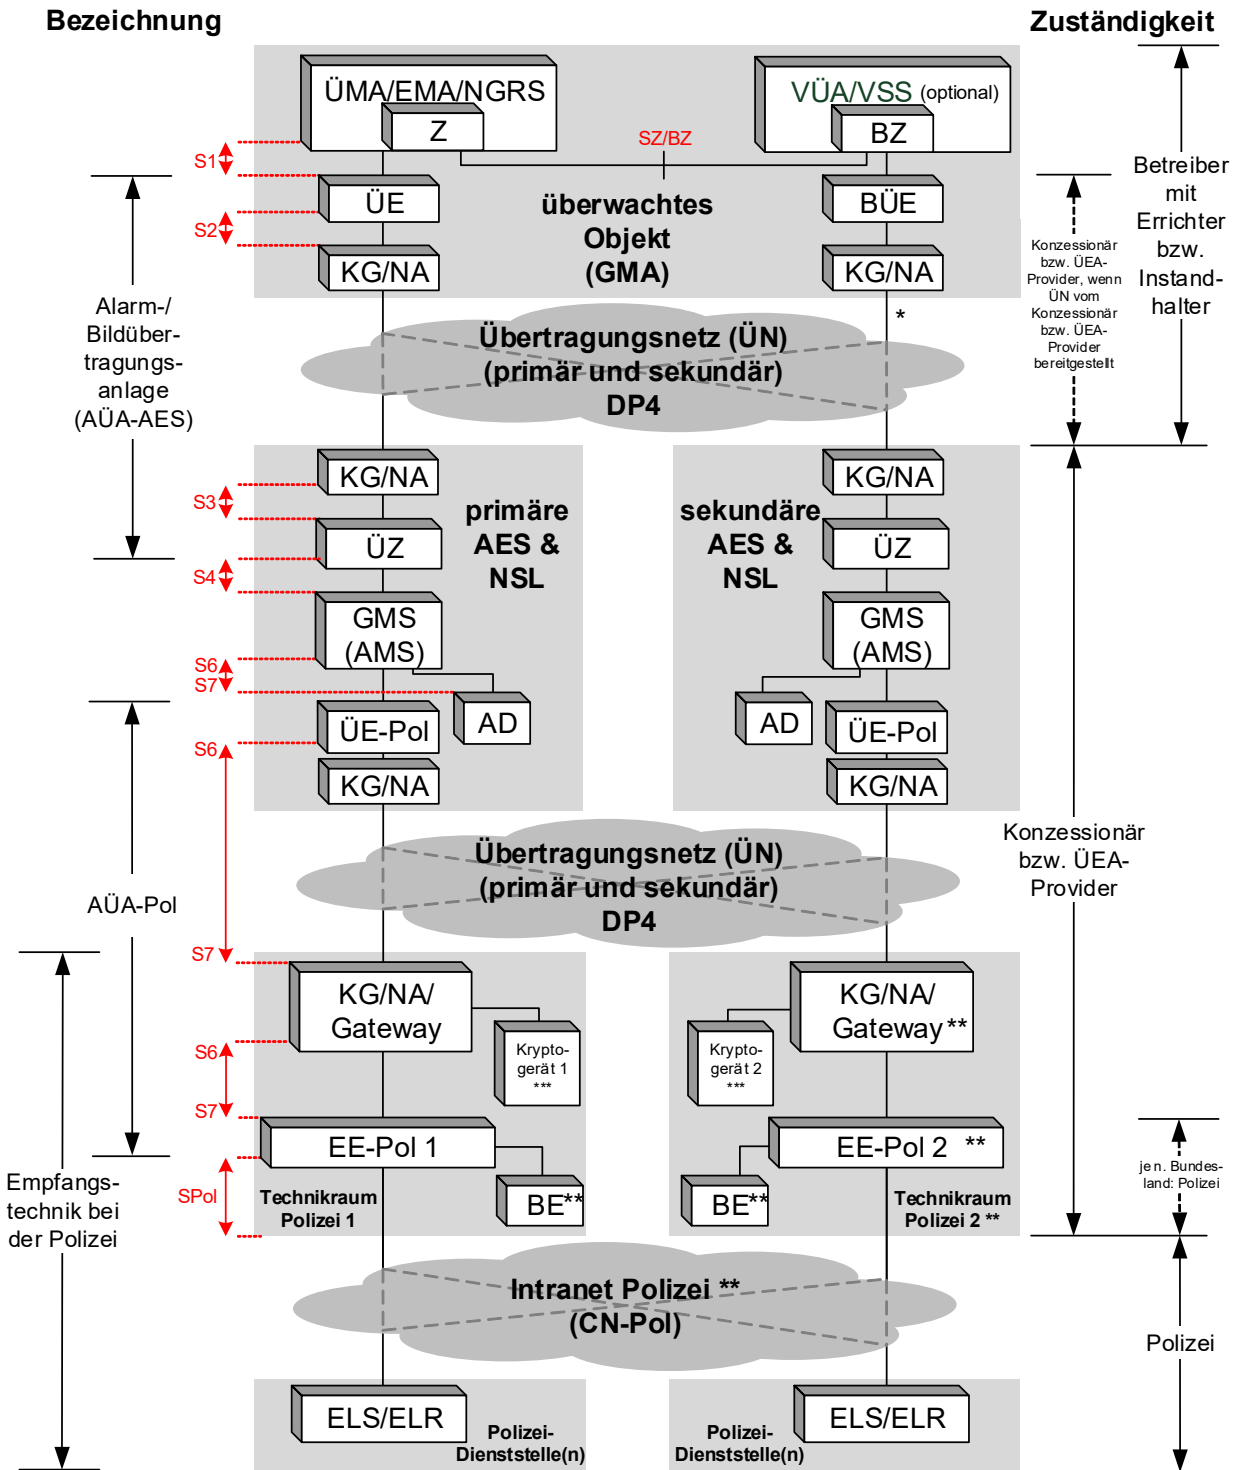 Bezeichnung
Zuständigkeit
ÜMA/EMA/NGRS
Z
VÜA/VSS (optional)
BZ
SZ/BZ
S1
ÜE
BÜE
S2
überwachtes
Objekt
(GMA)
KG/NA
KG/NA
Betreiber
mit
Errichter
bzw.
Instand-
halter
Konzessionär
bzw. ÜEA-
Provider, wenn
ÜN vom
Konzessionär
bzw. ÜEA-
Provider
bereitgestellt
Alarm-/
Bildüber-
tragungs-
anlage
(AÜA-AES)
*
Übertragungsnetz (ÜN)
(primär und sekundär)
DP4
KG/NA
KG/NA
S3
primäre
AES &
NSL
sekundäre
AES &
NSL
ÜZ
ÜZ
S4
GMS
(AMS)
GMS
(AMS)
S6
S7
AD
AD
ÜE-Pol
ÜE-Pol
S6
KG/NA
KG/NA
Konzessionär
bzw. ÜEA-
Provider
Übertragungsnetz (ÜN)
(primär und sekundär)
DP4
AÜA-Pol
S7
KG/NA/
Gateway
KG/NA/
Gateway **
Krypto-
gerät 1
***
Krypto-
gerät 2
***
S6
S7
EE-Pol 1
EE-Pol 2 **
je n. Bundes-
land: Polizei
Empfangs-
technik bei
der Polizei
SPol
BE**
BE**
Technikraum
Polizei 1
Technikraum
Polizei 2 **
Intranet Polizei **
(CN-Pol)
Polizei
ELS/ELR
ELS/ELR
Polizei-
Dienststelle(n)
Polizei-
Dienststelle(n)